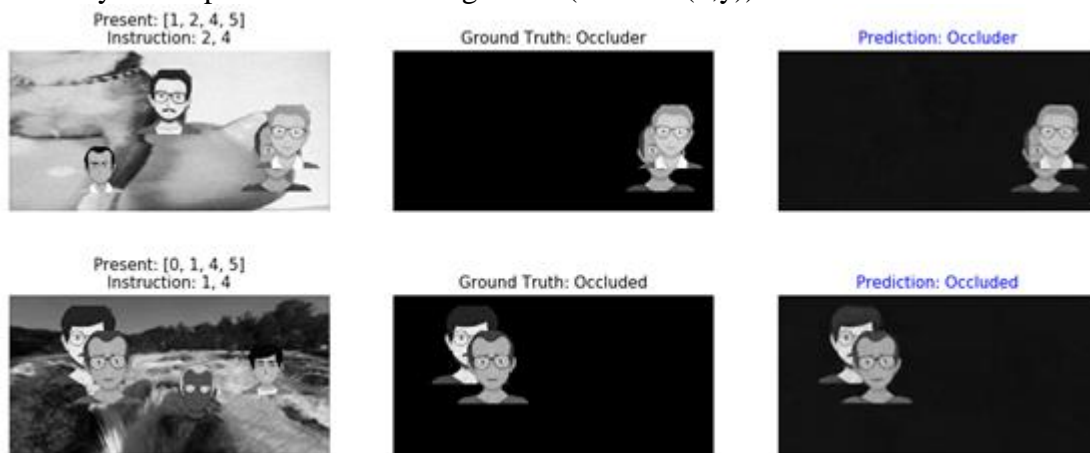 Present: [1, 2, 4, 5]
Instruction: 2, 4
Ground Truth: Occluder
Prediction: Occluder
Present: [0, 1, 4, 5]
Instruction: 1, 4
Ground Truth: Occluded
Prediction: Occluded